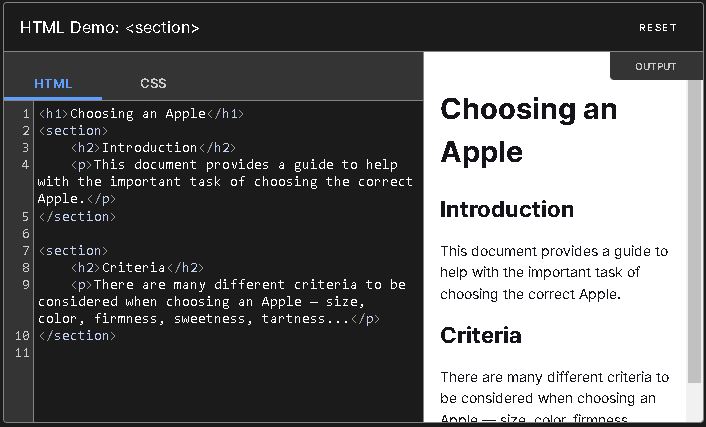 HTML Demo: <section>
RESET
HTML
CSS
OUTPUT
1 <h1>Choosing an Apple</h1>
2 <section>
3 <h2>Introduction</h2>
4 <p>This document provides a guide to help
with the important task of choosing the correct
Apple.</p>
5 </section>
6
7 <section>
8 <h2>Criteria</h2>
9 <p>There are many different criteria to be
considered when choosing an Apple — size,
color, firmness, sweetness, tartness...</p>
10 </section>
11
Choosing an
Apple
Introduction
This document provides a guide to
help with the important task of
choosing the correct Apple.
Criteria
There are many different criteria to
be considered when choosing an
Apple — size, color, firmness,